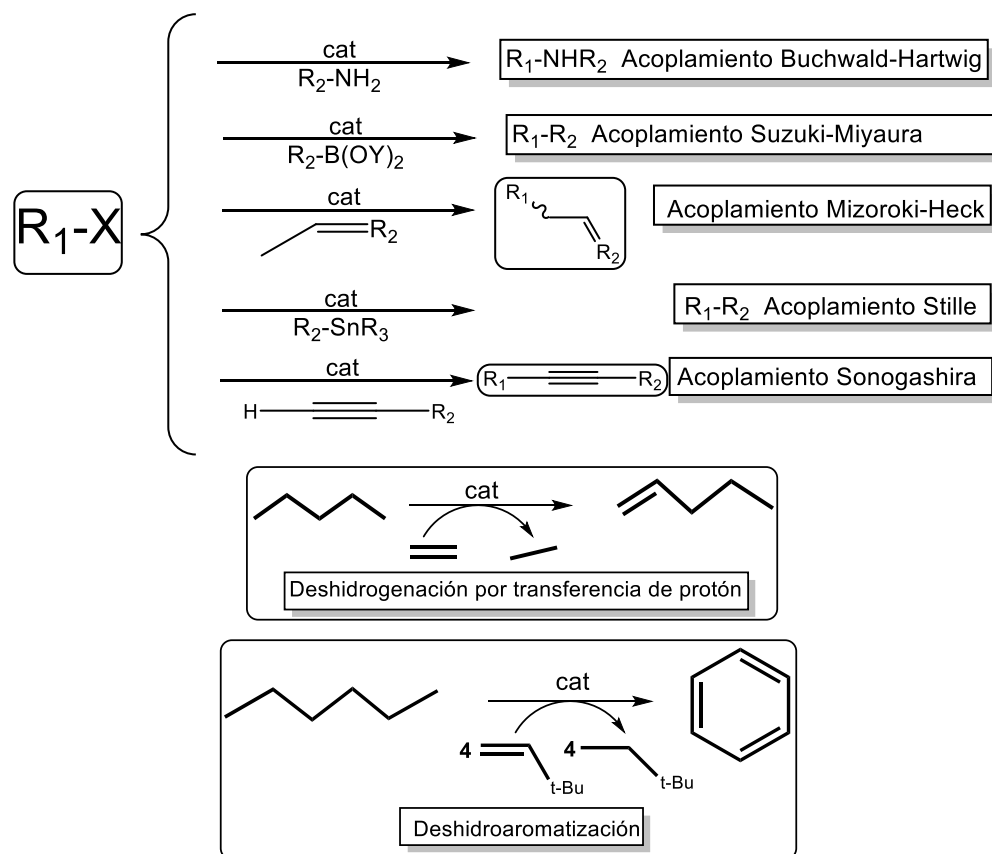 cat
R₂-NH₂
R₁-NHR₂ Acoplamiento Buchwald-Hartwig
cat
R₂-B(OY)₂
R₁-R₂ Acoplamiento Suzuki-Miyaura
R₁-X
cat
R₂
R₁
R₂
Acoplamiento Mizoroki-Heck
cat
R₂-SnR₃
R₁-R₂ Acoplamiento Stille
cat
H
R₂
R₁
R₂
Acoplamiento Sonogashira
cat
Deshidrogenación por transferencia de protón
cat
4
t-Bu
4
t-Bu
Deshidroaromatización